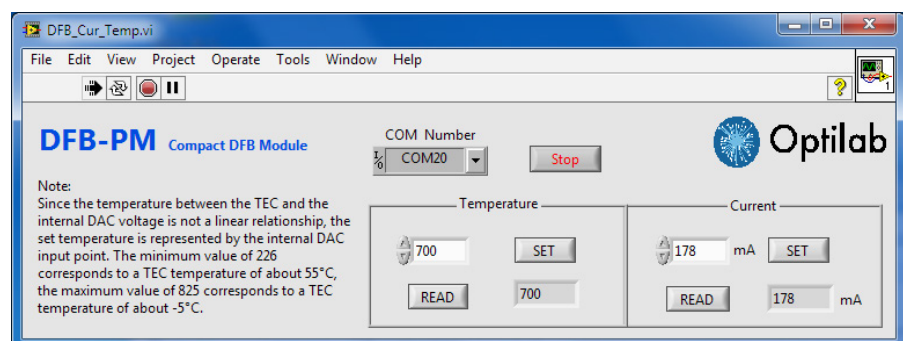 DFB_Cur_Temp.vi
File Edit View Project Operate Tools Window Help
1
DFB-PM Compact DFB Module
COM Number
I/0 COM20
Stop
Optilab
Note:
Since the temperature between the TEC and the
internal DAC voltage is not a linear relationship, the
set temperature is represented by the internal DAC
input point. The minimum value of 226
corresponds to a TEC temperature of about 55°C,
the maximum value of 825 corresponds to a TEC
temperature of about -5°C.
Temperature
700 SET
READ 700
Current
178 mA SET
READ 178 mA